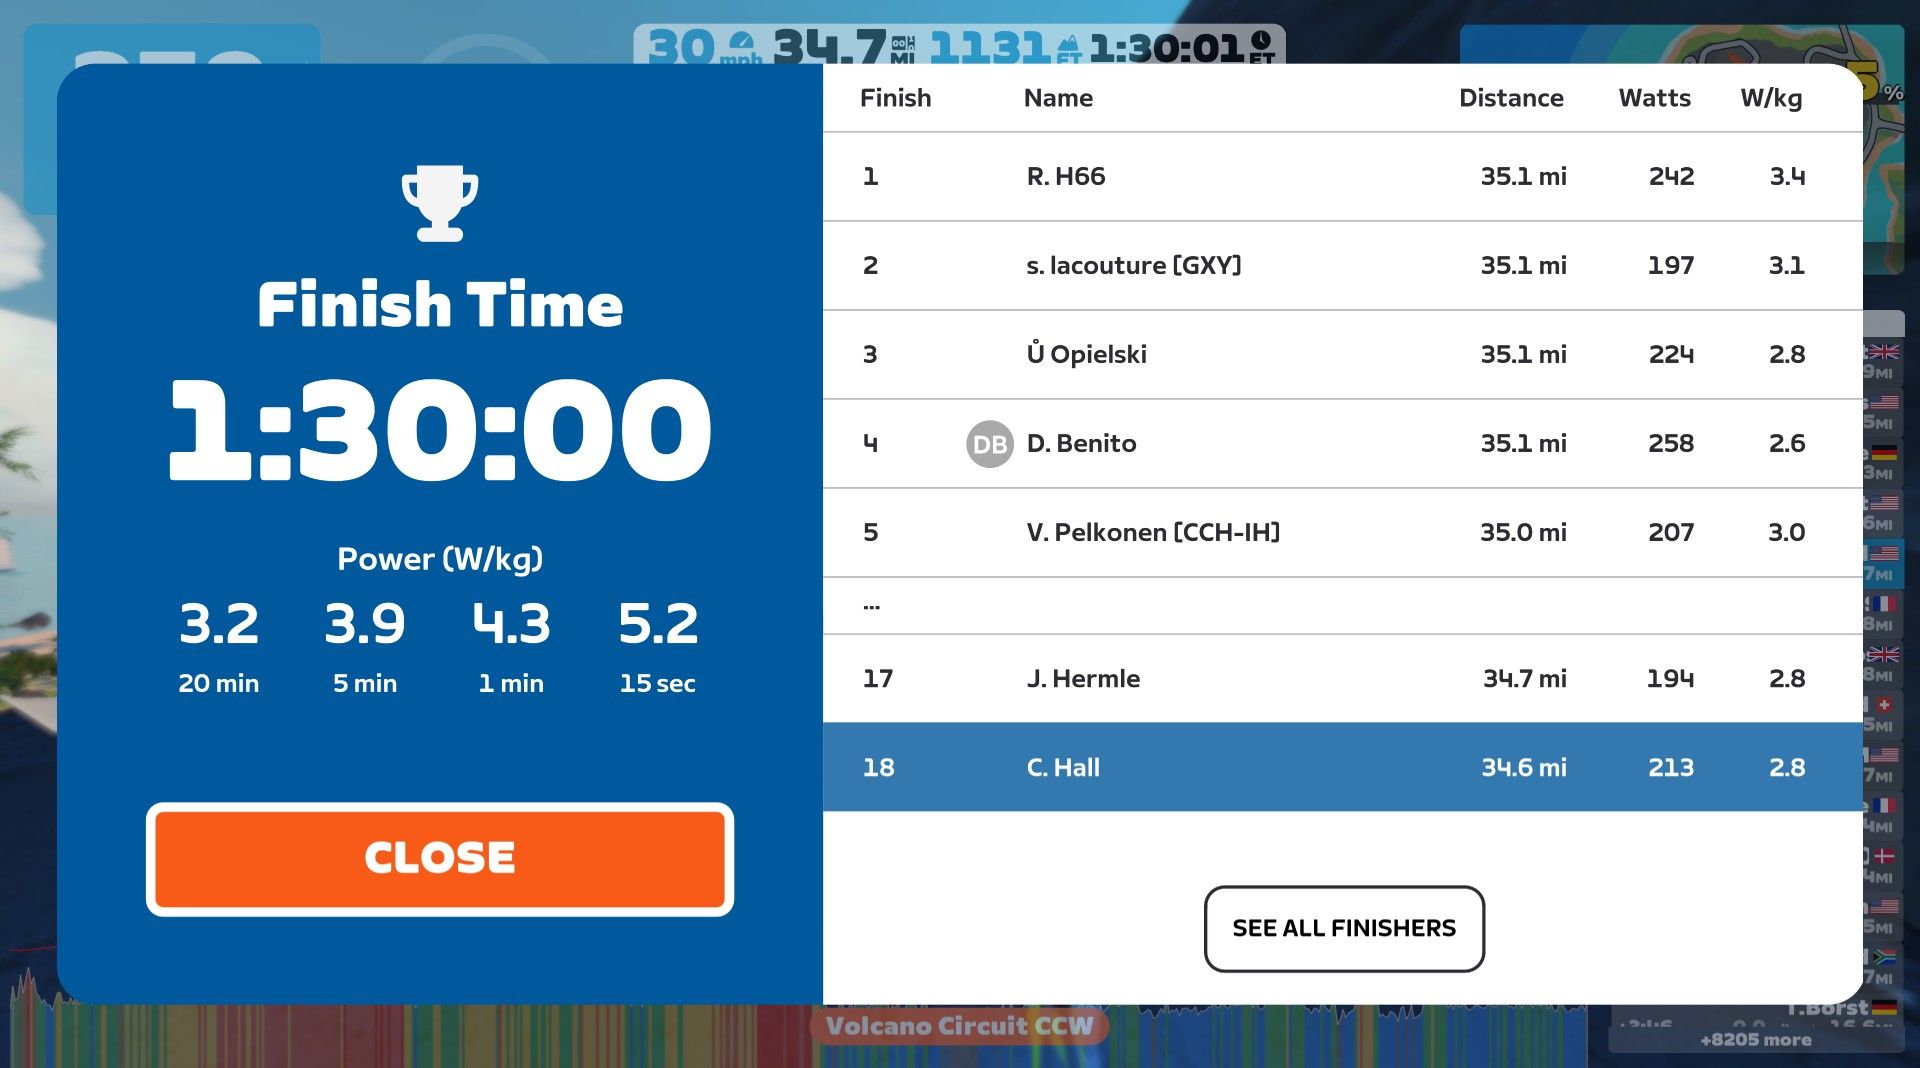 30 mph 34.7 MI 1131 FT 1:30:01 ET
5 %
Finish Time
1:30:00
Power (W/kg)
3.2 3.9 4.3 5.2
20 min 5 min 1 min 15 sec
CLOSE
Finish Name Distance Watts W/kg
1 R. H66 35.1 mi 242 3.4
2 s. lacouture [GXY] 35.1 mi 197 3.1
3 Ů Opielski 35.1 mi 224 2.8
4 DB D. Benito 35.1 mi 258 2.6
5 V. Pelkonen [CCH-IH] 35.0 mi 207 3.0
...
17 J. Hermle 34.7 mi 194 2.8
18 C. Hall 34.6 mi 213 2.8
SEE ALL FINISHERS
Volcano Circuit CCW
T.Borst
+8205 more